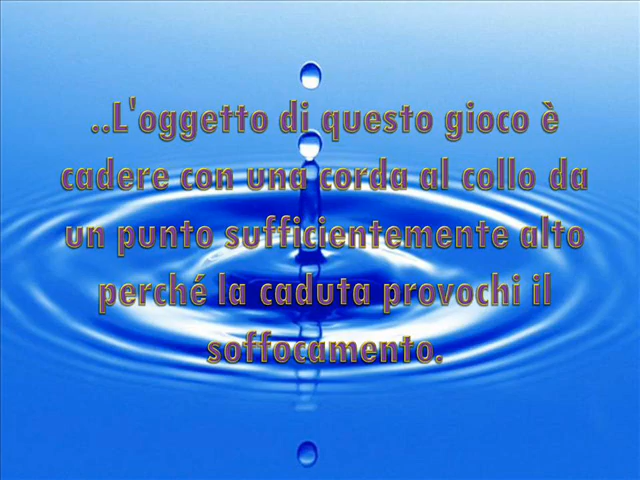 ..L'oggetto di questo gioco è
cadere con una corda al collo da
un punto sufficientemente alto
perché la caduta provochi il
soffocamento.